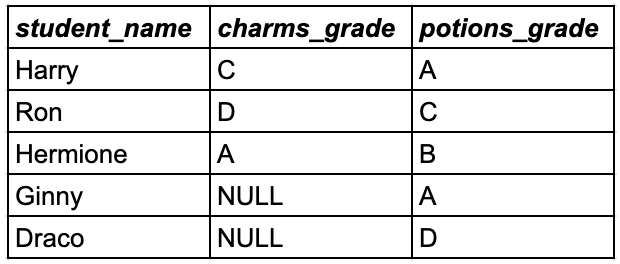 student_name charms_grade potions_grade
Harry C A
Ron D C
Hermione A B
Ginny NULL A
Draco NULL D